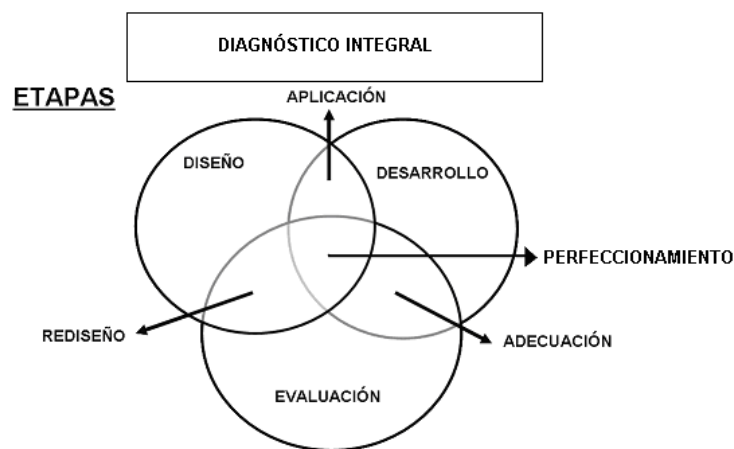 DIAGNÓSTICO INTEGRAL
ETAPAS
APLICACIÓN
DISEÑO
DESARROLLO
PERFECCIONAMIENTO
REDISEÑO
ADECUACIÓN
EVALUACIÓN